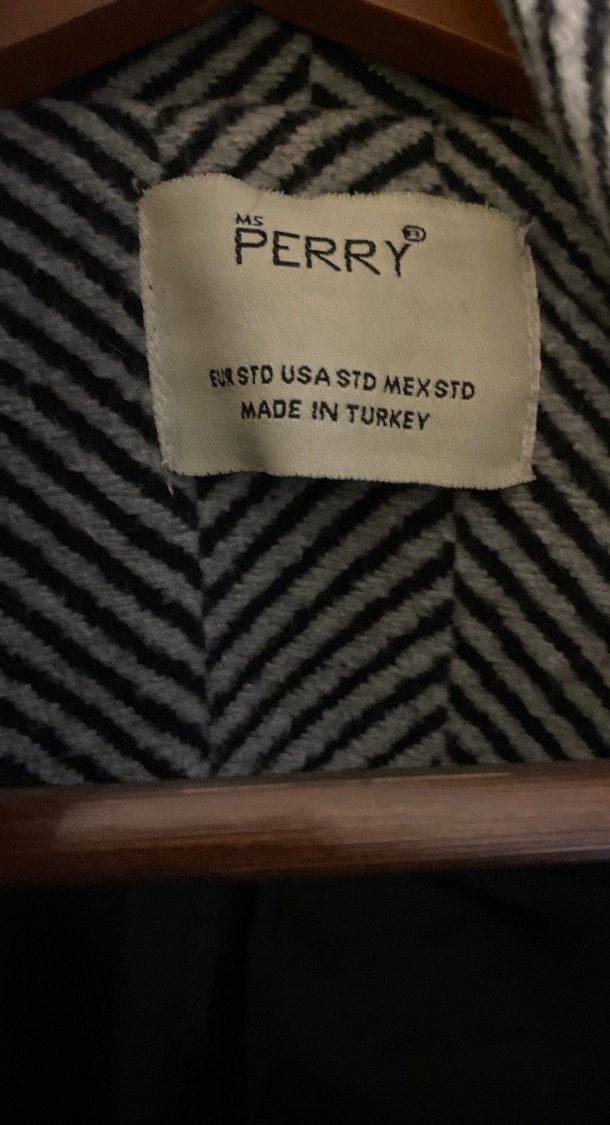 MS
PERRY
EUR STD USA STD MEX STD
MADE IN TURKEY